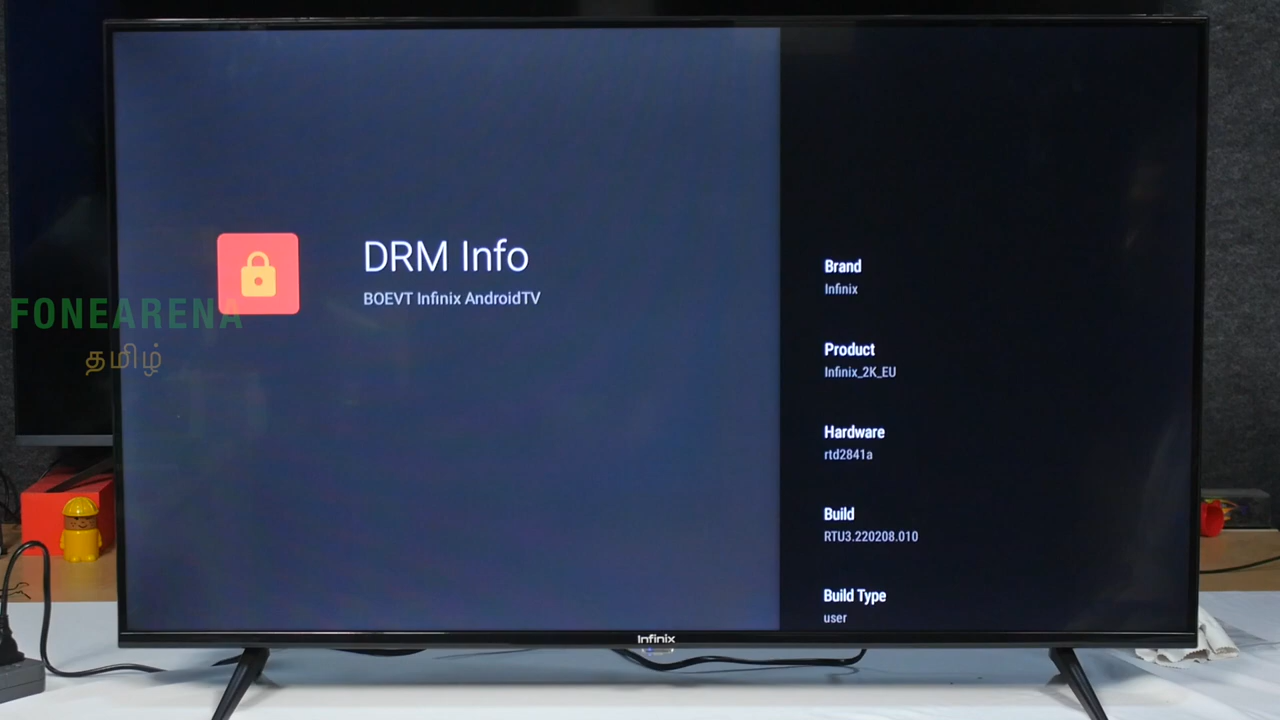 DRM Info
BOEVT Infinix AndroidTV
FONEARENA
தமிழ்
Brand
Infinix
Product
Infinix_2K_EU
Hardware
rtd2841a
Build
RTU3.220208.010
Build Type
user
Infinix